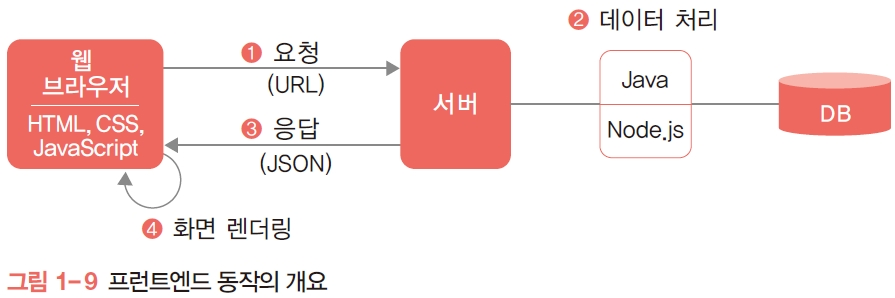 웹
브라우저
HTML, CSS,
JavaScript
❶ 요청
(URL)
❸ 응답
(JSON)
❹ 화면 렌더링
서버
❷ 데이터 처리
Java
Node.js
DB
그림 1-9 프런트엔드 동작의 개요